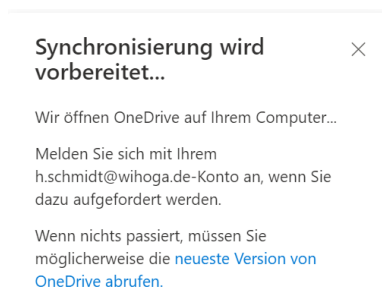 Synchronisierung wird
vorbereitet...
Wir öffnen OneDrive auf Ihrem Computer...
Melden Sie sich mit Ihrem
h.schmidt@wihoga.de-Konto an, wenn Sie
dazu aufgefordert werden.
Wenn nichts passiert, müssen Sie
möglicherweise die neueste Version von
OneDrive abrufen.